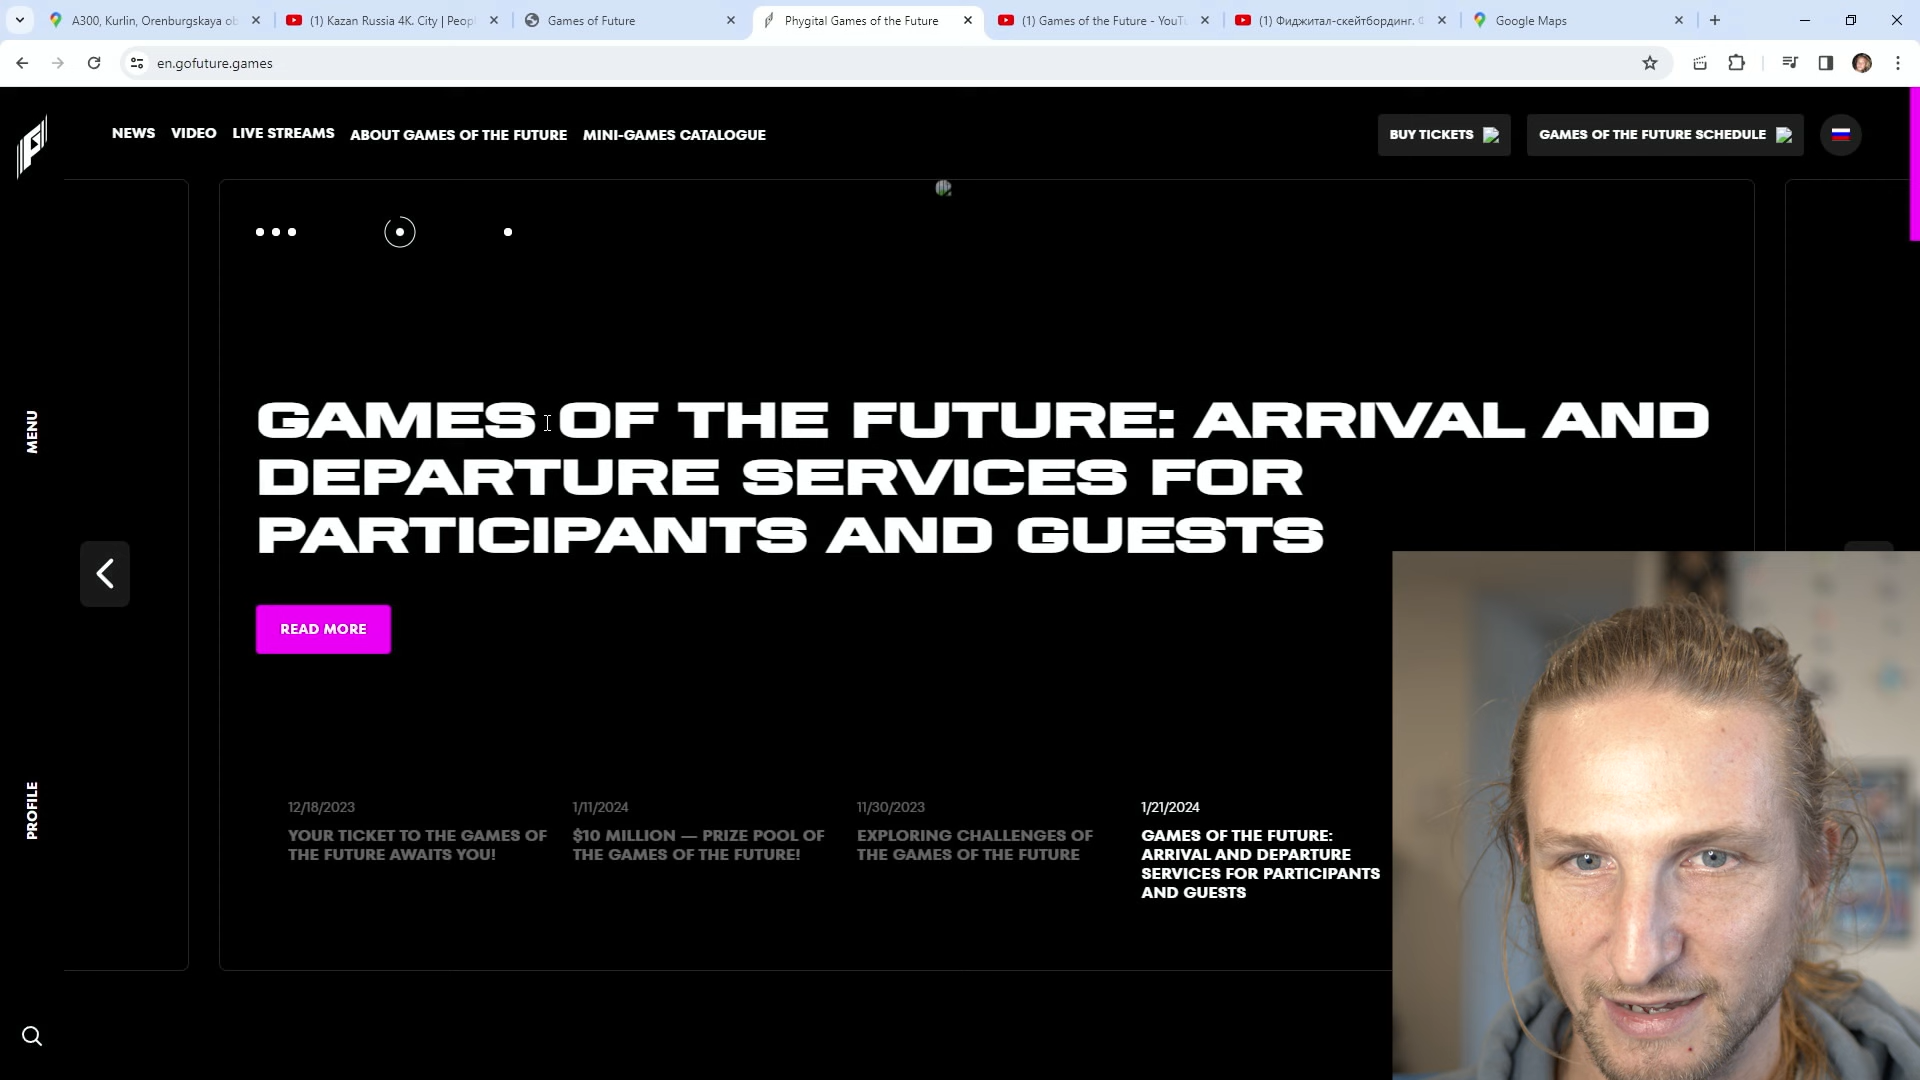 A300, Kurlin, Orenburgskaya ob
(1) Kazan Russia 4K. City | Peopl
Games of Future
Phygital Games of the Future
(1) Games of the Future - YouTu
(1) Фиджитал-скейтбординг. Ф
Google Maps
en.gofuture.games
NEWS
VIDEO
LIVE STREAMS
ABOUT GAMES OF THE FUTURE
MINI-GAMES CATALOGUE
BUY TICKETS
GAMES OF THE FUTURE SCHEDULE
MENU
PROFILE
GAMES OF THE FUTURE: ARRIVAL AND
DEPARTURE SERVICES FOR
PARTICIPANTS AND GUESTS
READ MORE
12/18/2023
YOUR TICKET TO THE GAMES OF
THE FUTURE AWAITS YOU!
1/11/2024
$10 MILLION — PRIZE POOL OF
THE GAMES OF THE FUTURE!
11/30/2023
EXPLORING CHALLENGES OF
THE GAMES OF THE FUTURE
1/21/2024
GAMES OF THE FUTURE:
ARRIVAL AND DEPARTURE
SERVICES FOR PARTICIPANTS
AND GUESTS